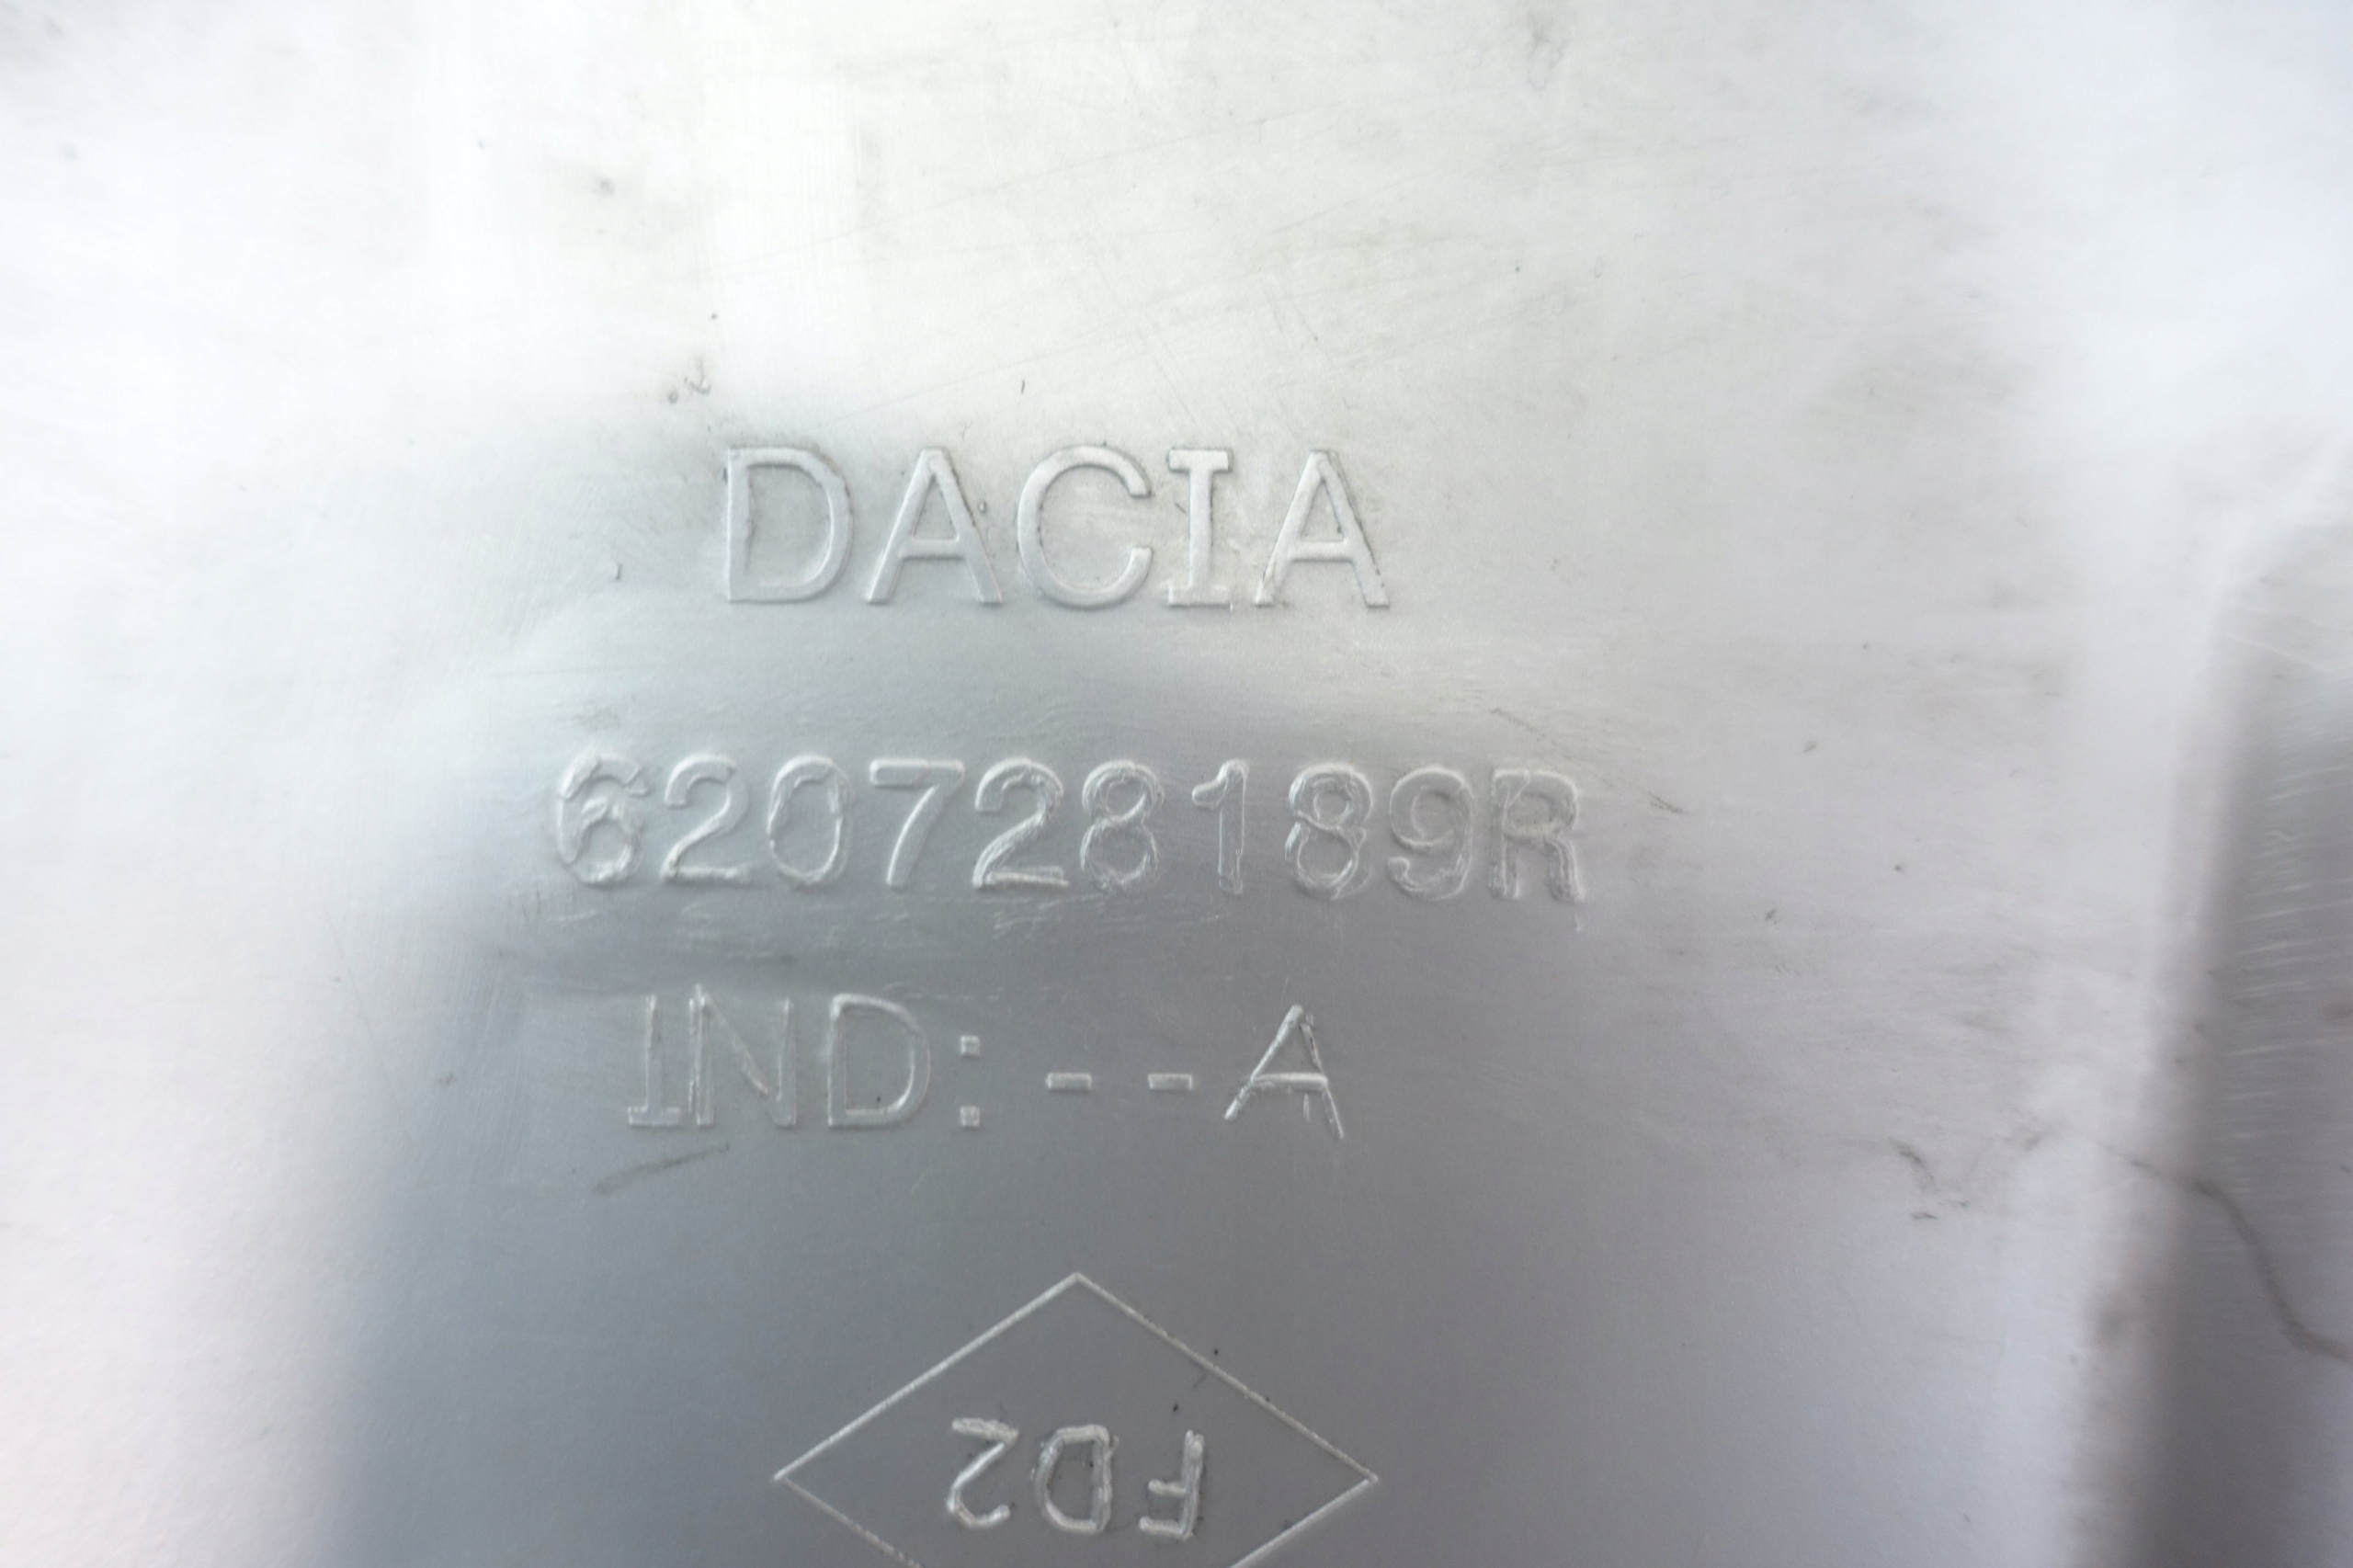 DACIA
620728189R
IND:--A
FD2